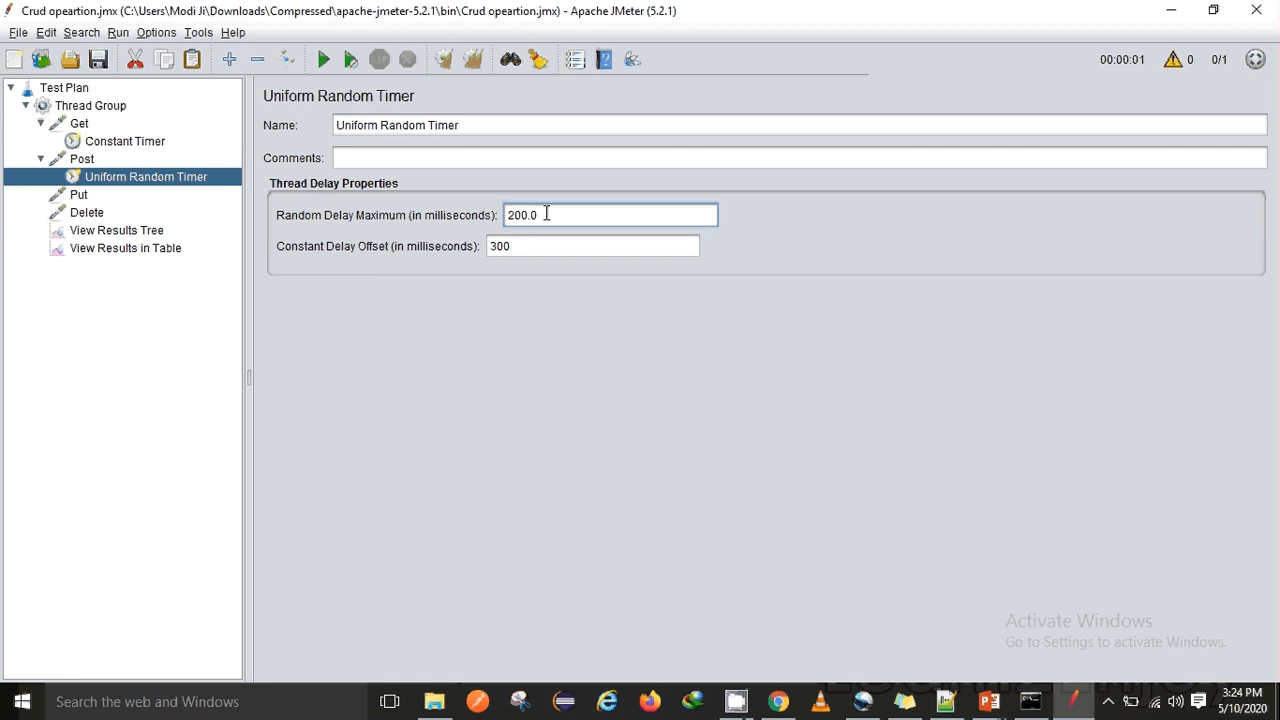 Crud opeartion.jmx (C:\Users\Modi Ji\Downloads\Compressed\apache-jmeter-5.2.1\bin\Crud opeartion.jmx) - Apache JMeter (5.2.1)
File Edit Search Run Options Tools Help
00:00:01 0 0/1
Test Plan
Thread Group
Get
Constant Timer
Post
Uniform Random Timer
Put
Delete
View Results Tree
View Results in Table
Uniform Random Timer
Name: Uniform Random Timer
Comments:
Thread Delay Properties
Random Delay Maximum (in milliseconds): 200.0
Constant Delay Offset (in milliseconds): 300
Activate Windows
Go to Settings to activate Windows.
Search the web and Windows
3:24 PM
5/10/2020